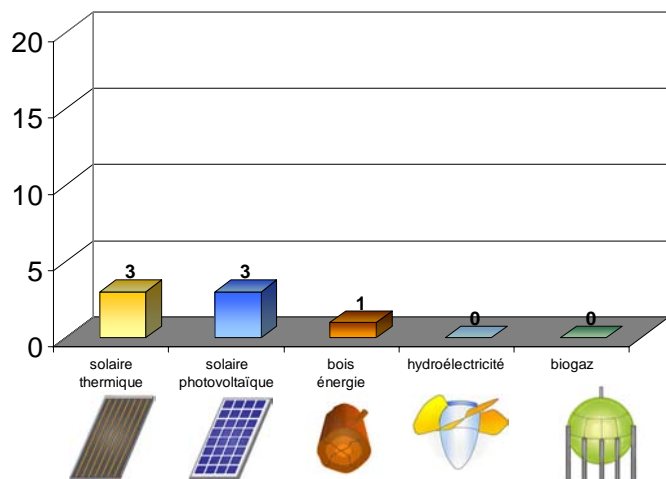 20
15
10
5
0
3
3
1
0
0
solaire
thermique
solaire
photovoltaïque
bois
énergie
hydroélectricité
biogaz